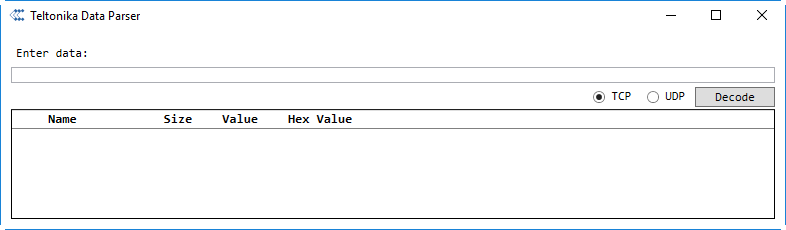 Teltonika Data Parser
Enter data:
TCP UDP Decode
Name Size Value Hex Value